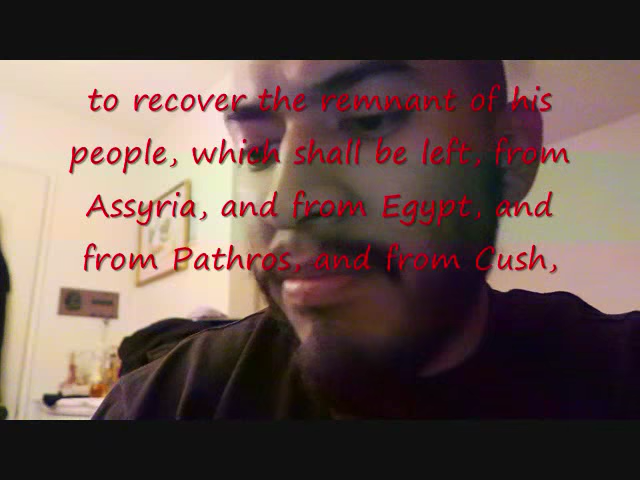 to recover the remnant of his
people, which shall be left, from
Assyria, and from Egypt, and
from Pathros, and from Cush,